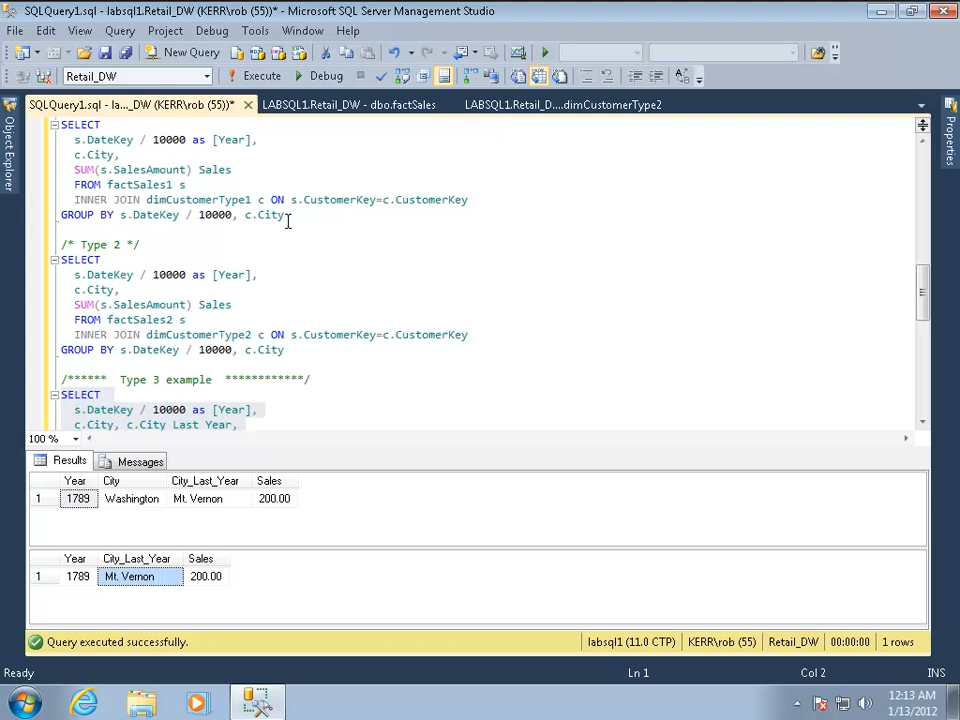 SQLQuery1.sql - labsql1.Retail_DW (KERR\rob (55))* - Microsoft SQL Server Management Studio
File Edit View Query Project Debug Tools Window Help
New Query
Retail_DW Execute Debug
SQLQuery1.sql - la..._DW (KERR\rob (55))* LABSQL1.Retail_DW - dbo.factSales LABSQL1.Retail_D....dimCustomerType2
Object Explorer
Properties
SELECT
s.DateKey / 10000 as [Year],
c.City,
SUM(s.SalesAmount) Sales
FROM factSales1 s
INNER JOIN dimCustomerType1 c ON s.CustomerKey=c.CustomerKey
GROUP BY s.DateKey / 10000, c.City
/* Type 2 */
SELECT
s.DateKey / 10000 as [Year],
c.City,
SUM(s.SalesAmount) Sales
FROM factSales2 s
INNER JOIN dimCustomerType2 c ON s.CustomerKey=c.CustomerKey
GROUP BY s.DateKey / 10000, c.City
/****** Type 3 example ************/
SELECT
s.DateKey / 10000 as [Year],
c.City, c.City_Last_Year,
100 %
Results Messages
Year City City_Last_Year Sales
1 1789 Washington Mt. Vernon 200.00
Year City_Last_Year Sales
1 1789 Mt. Vernon 200.00
Query executed successfully. labsql1 (11.0 CTP) KERR\rob (55) Retail_DW 00:00:00 1 rows
Ready Ln 1 Col 2 INS
12:13 AM
1/13/2012